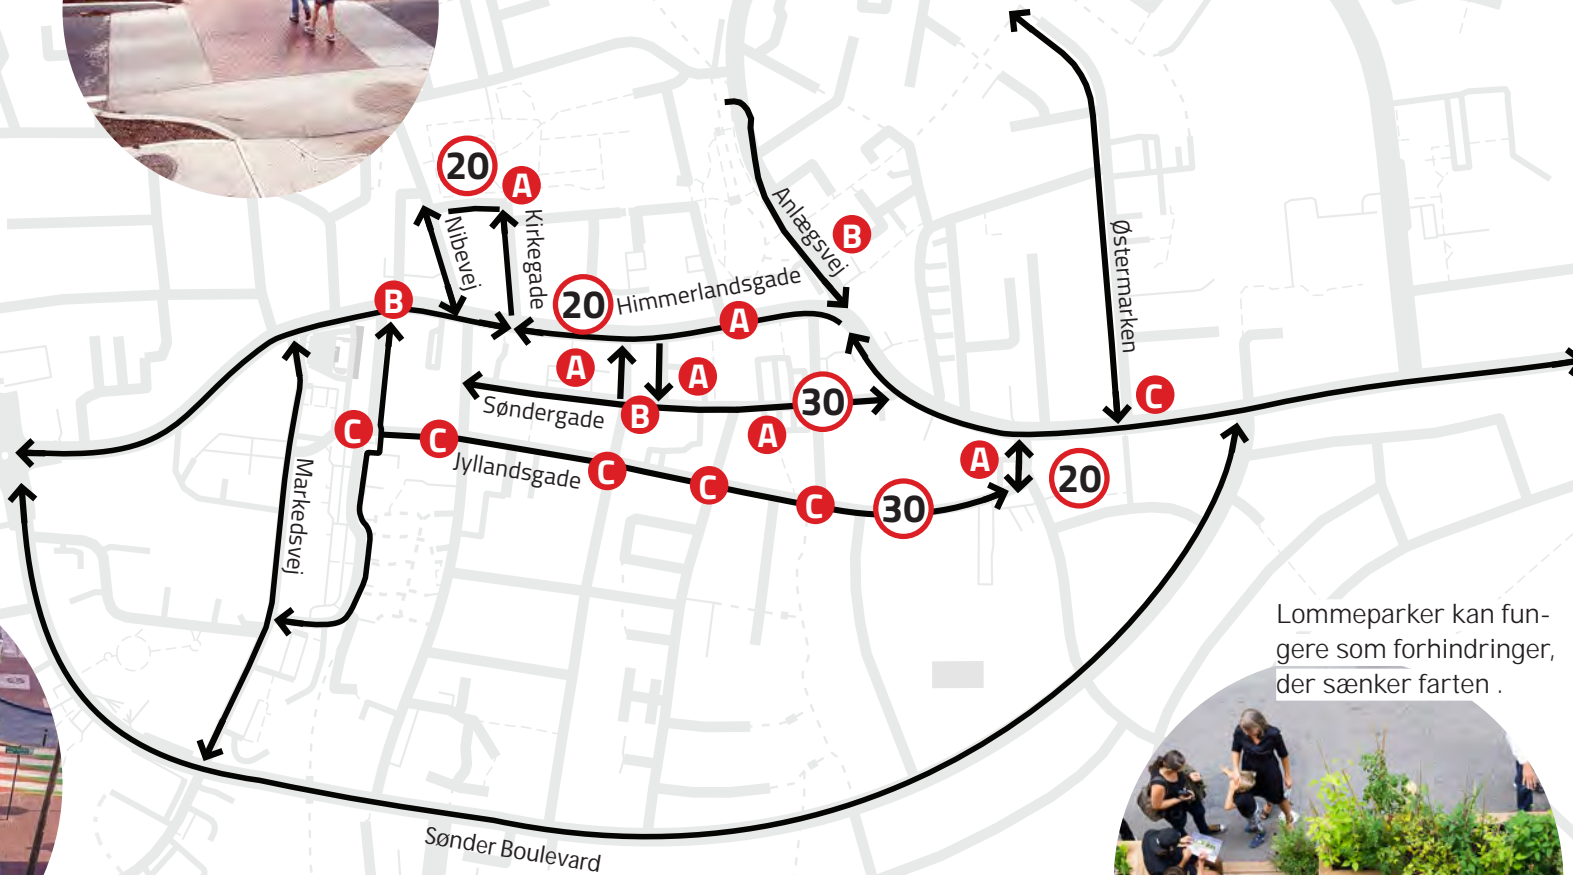 20
A
Nibevej
Kirkegade
Anlægsvej
B
Østermarken
B
20
Himmerlandsgade
A
A
A
Søndergade
B
30
A
C
C
C
Jyllandsgade
C
C
C
30
A
20
Markedsvej
Lommeparker kan fun-
gere som forhindringer,
der sænker farten .
Sønder Boulevard